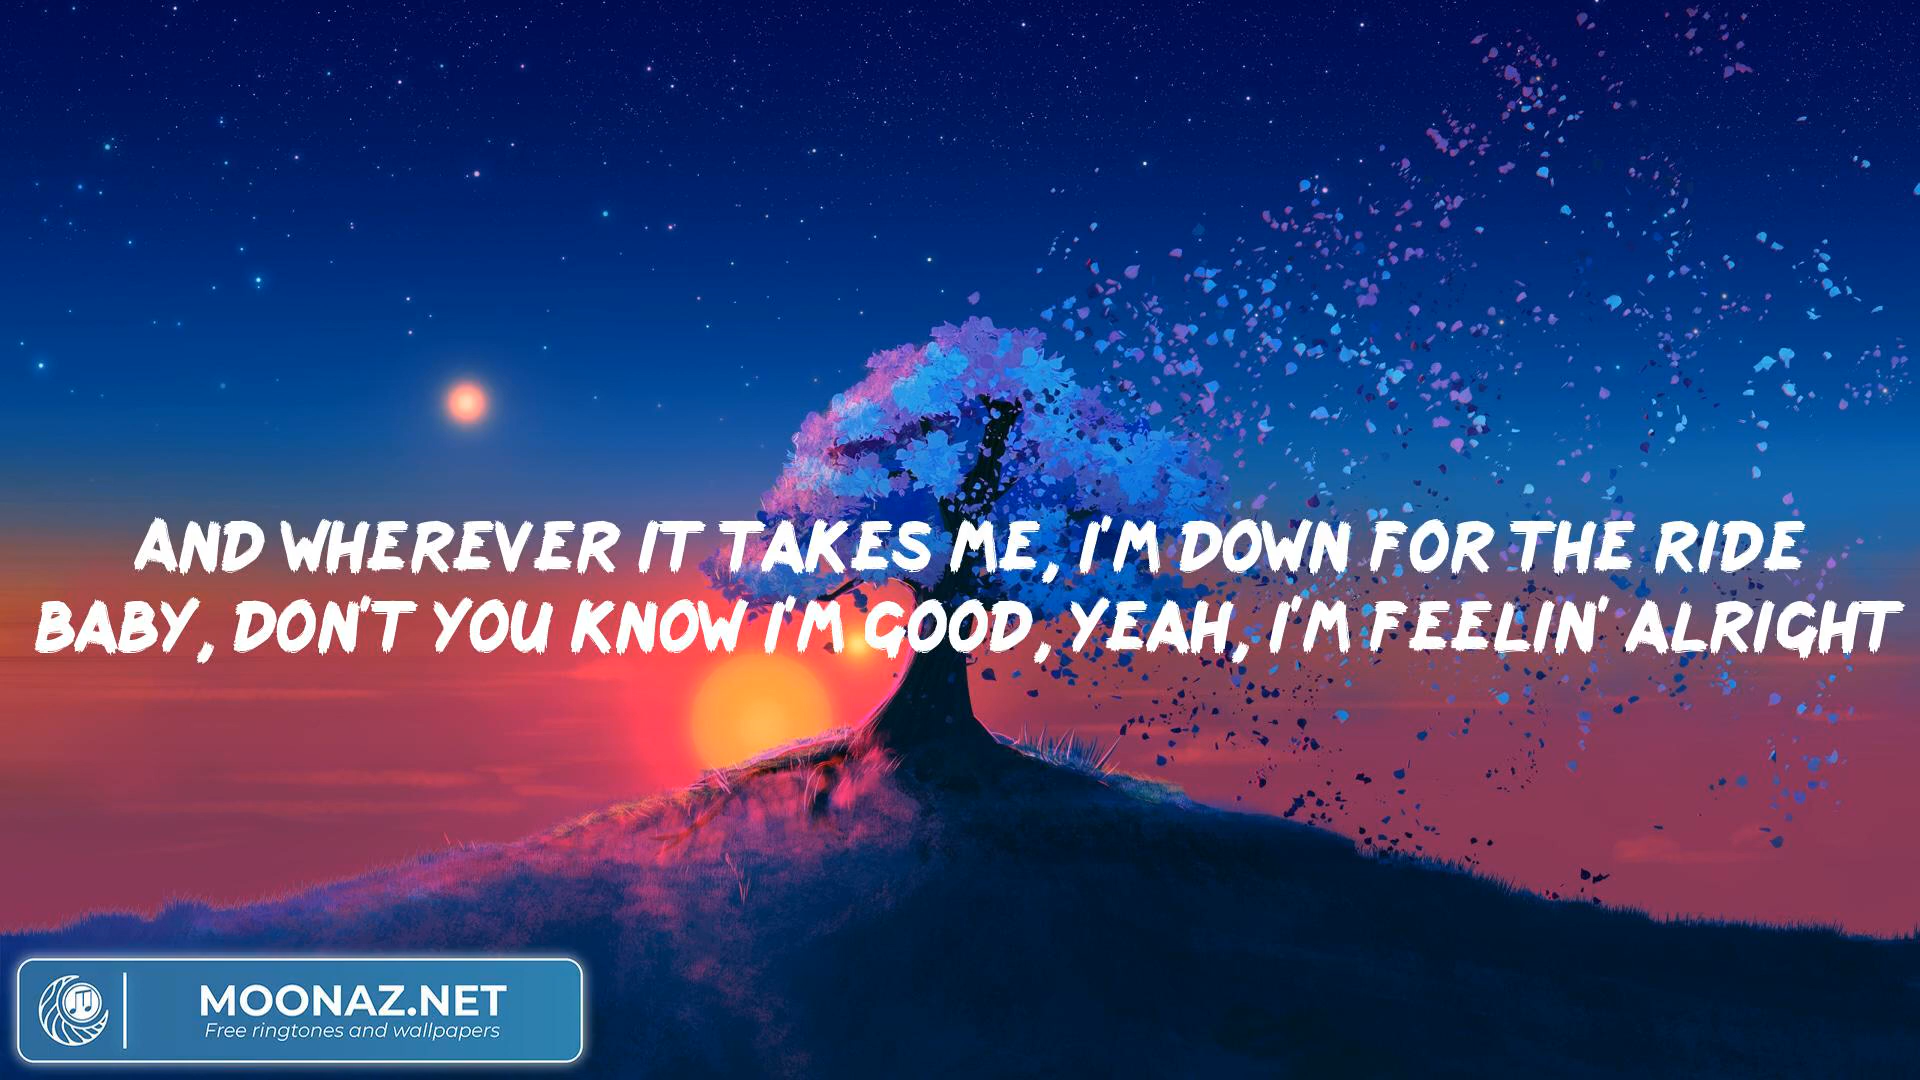 AND WHEREVER IT TAKES ME, I'M DOWN FOR THE RIDE
BABY, DON'T YOU KNOW I'M GOOD, YEAH, I'M FEELIN' ALRIGHT
MOONAZ.NET
Free ringtones and wallpapers